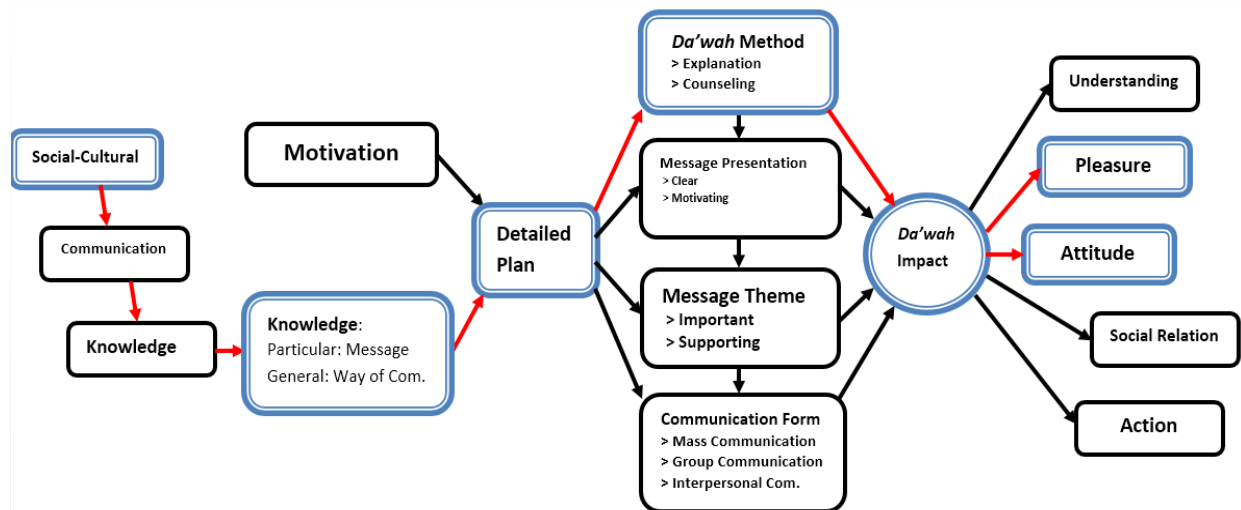 Social-Cultural
Communication
Knowledge
Motivation
Knowledge:
Particular: Message
General: Way of Com.
Detailed
Plan
Da’wah Method
> Explanation
> Counseling
Message Presentation
> Clear
> Motivating
Message Theme
> Important
> Supporting
Communication Form
> Mass Communication
> Group Communication
> Interpersonal Com.
Da’wah
Impact
Understanding
Pleasure
Attitude
Social Relation
Action